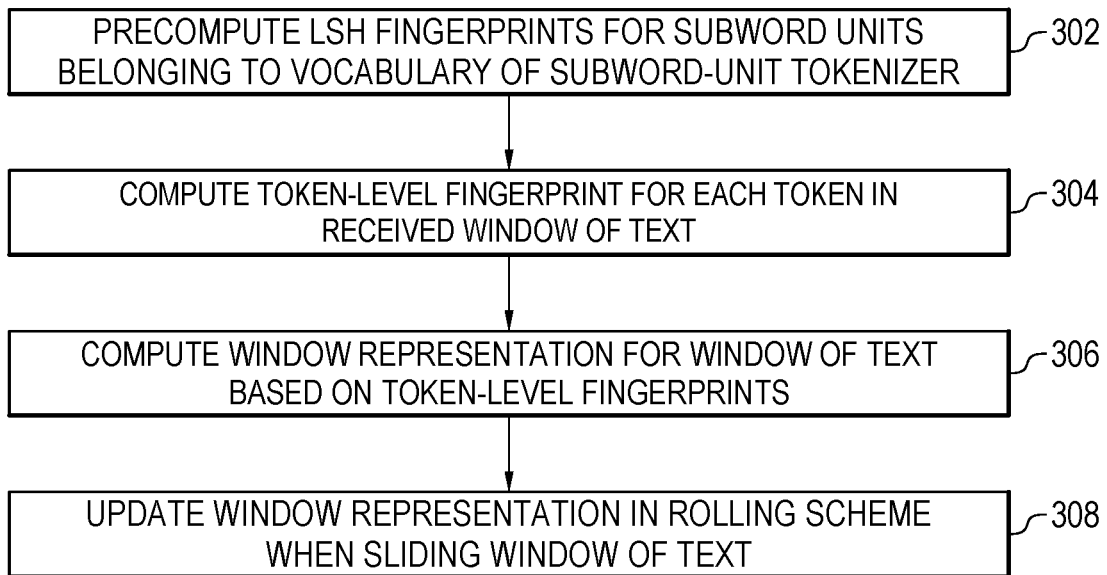 PRECOMPUTE LSH FINGERPRINTS FOR SUBWORD UNITS
BELONGING TO VOCABULARY OF SUBWORD-UNIT TOKENIZER
302
COMPUTE TOKEN-LEVEL FINGERPRINT FOR EACH TOKEN IN
RECEIVED WINDOW OF TEXT
304
COMPUTE WINDOW REPRESENTATION FOR WINDOW OF TEXT
BASED ON TOKEN-LEVEL FINGERPRINTS
306
UPDATE WINDOW REPRESENTATION IN ROLLING SCHEME
WHEN SLIDING WINDOW OF TEXT
308